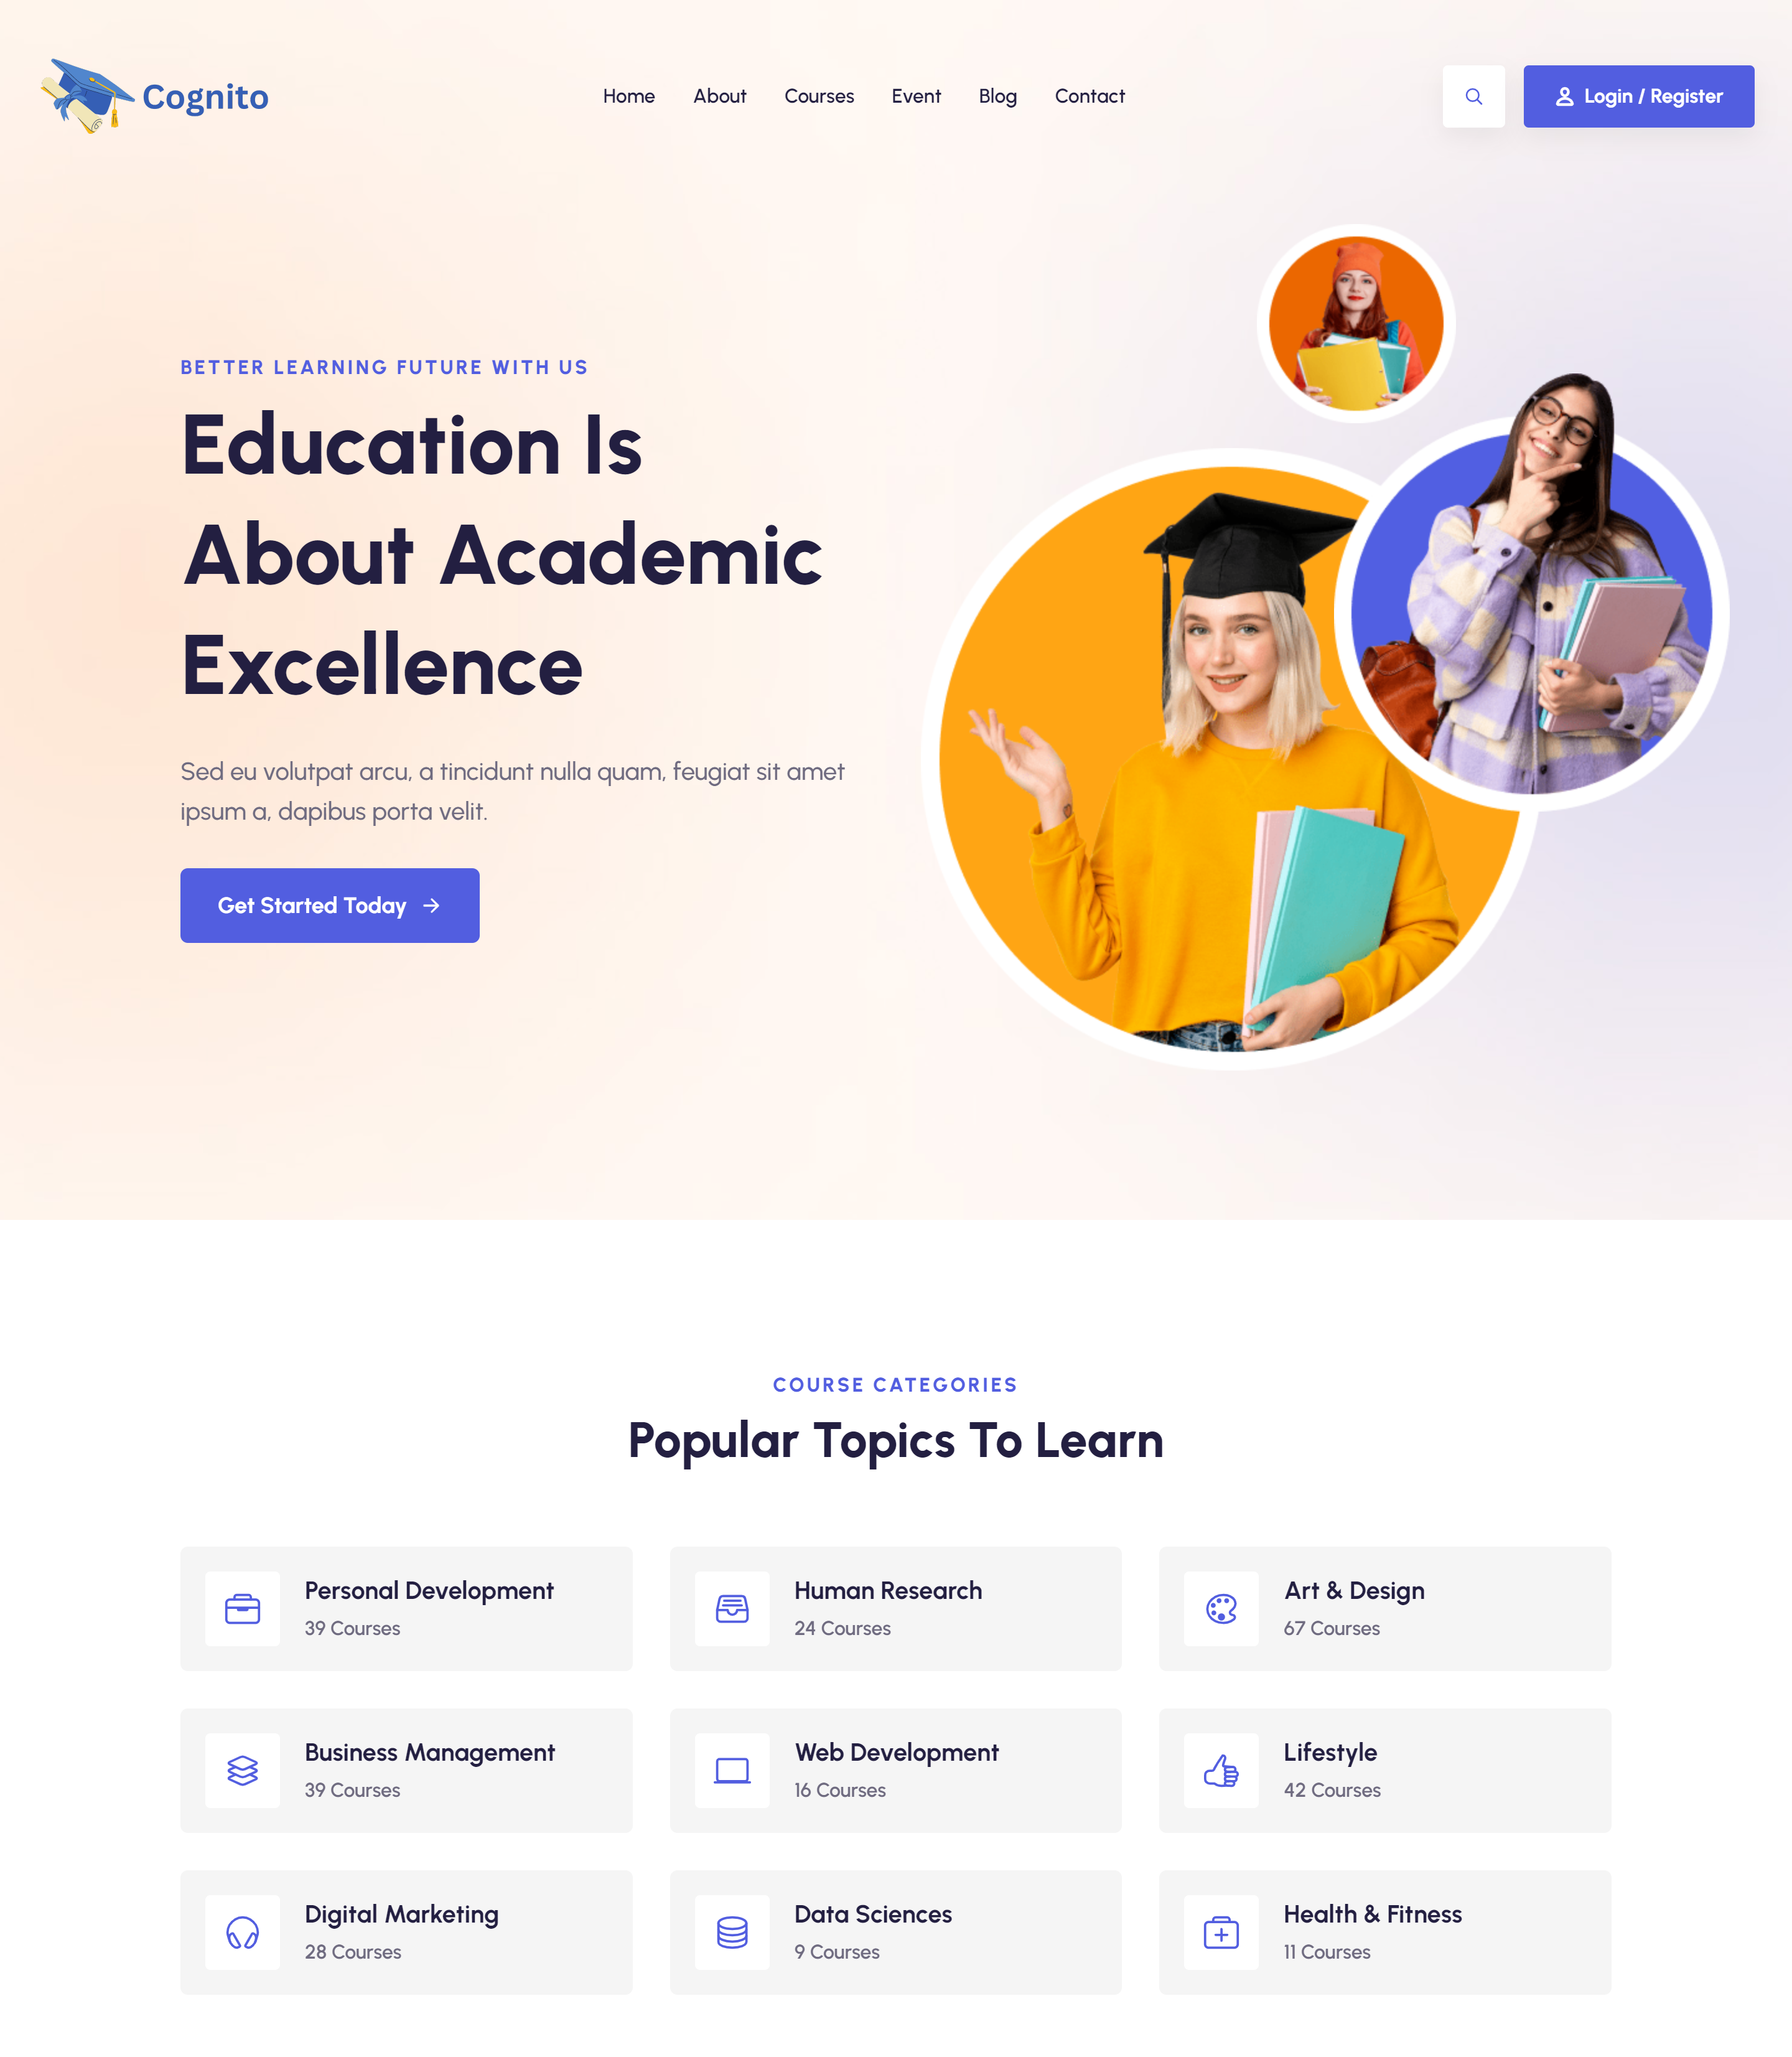 Cognito
Home
About
Courses
Event
Blog
Contact
Login / Register
BETTER LEARNING FUTURE WITH US
Education Is
About Academic
Excellence
Sed eu volutpat arcu, a tincidunt nulla quam, feugiat sit amet
ipsum a, dapibus porta velit.
Get Started Today
COURSE CATEGORIES
Popular Topics To Learn
Personal Development
39 Courses
Human Research
24 Courses
Art & Design
67 Courses
Business Management
39 Courses
Web Development
16 Courses
Lifestyle
42 Courses
Digital Marketing
28 Courses
Data Sciences
9 Courses
Health & Fitness
11 Courses